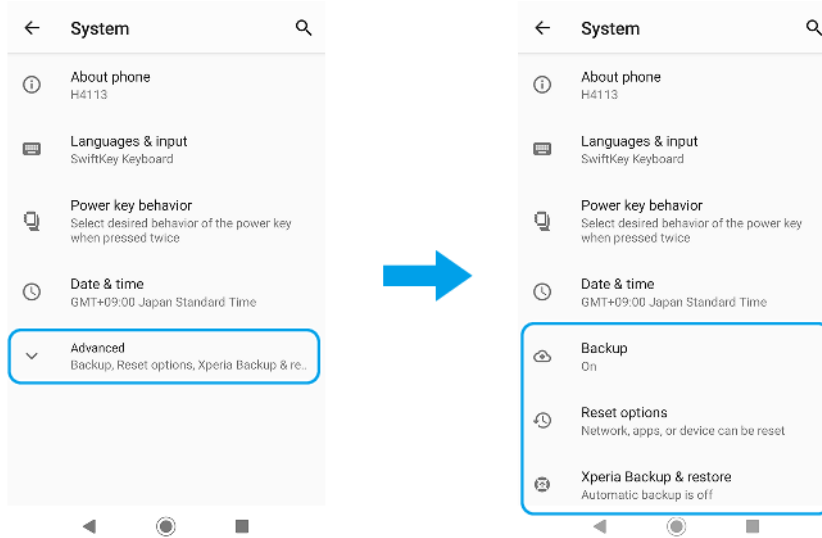 System
About phone
H4113
Languages & input
SwiftKey Keyboard
Power key behavior
Select desired behavior of the power key
when pressed twice
Date & time
GMT+09:00 Japan Standard Time
Advanced
Backup, Reset options, Xperia Backup & re..
System
About phone
H4113
Languages & input
SwiftKey Keyboard
Power key behavior
Select desired behavior of the power key
when pressed twice
Date & time
GMT+09:00 Japan Standard Time
Backup
On
Reset options
Network, apps, or device can be reset
Xperia Backup & restore
Automatic backup is off